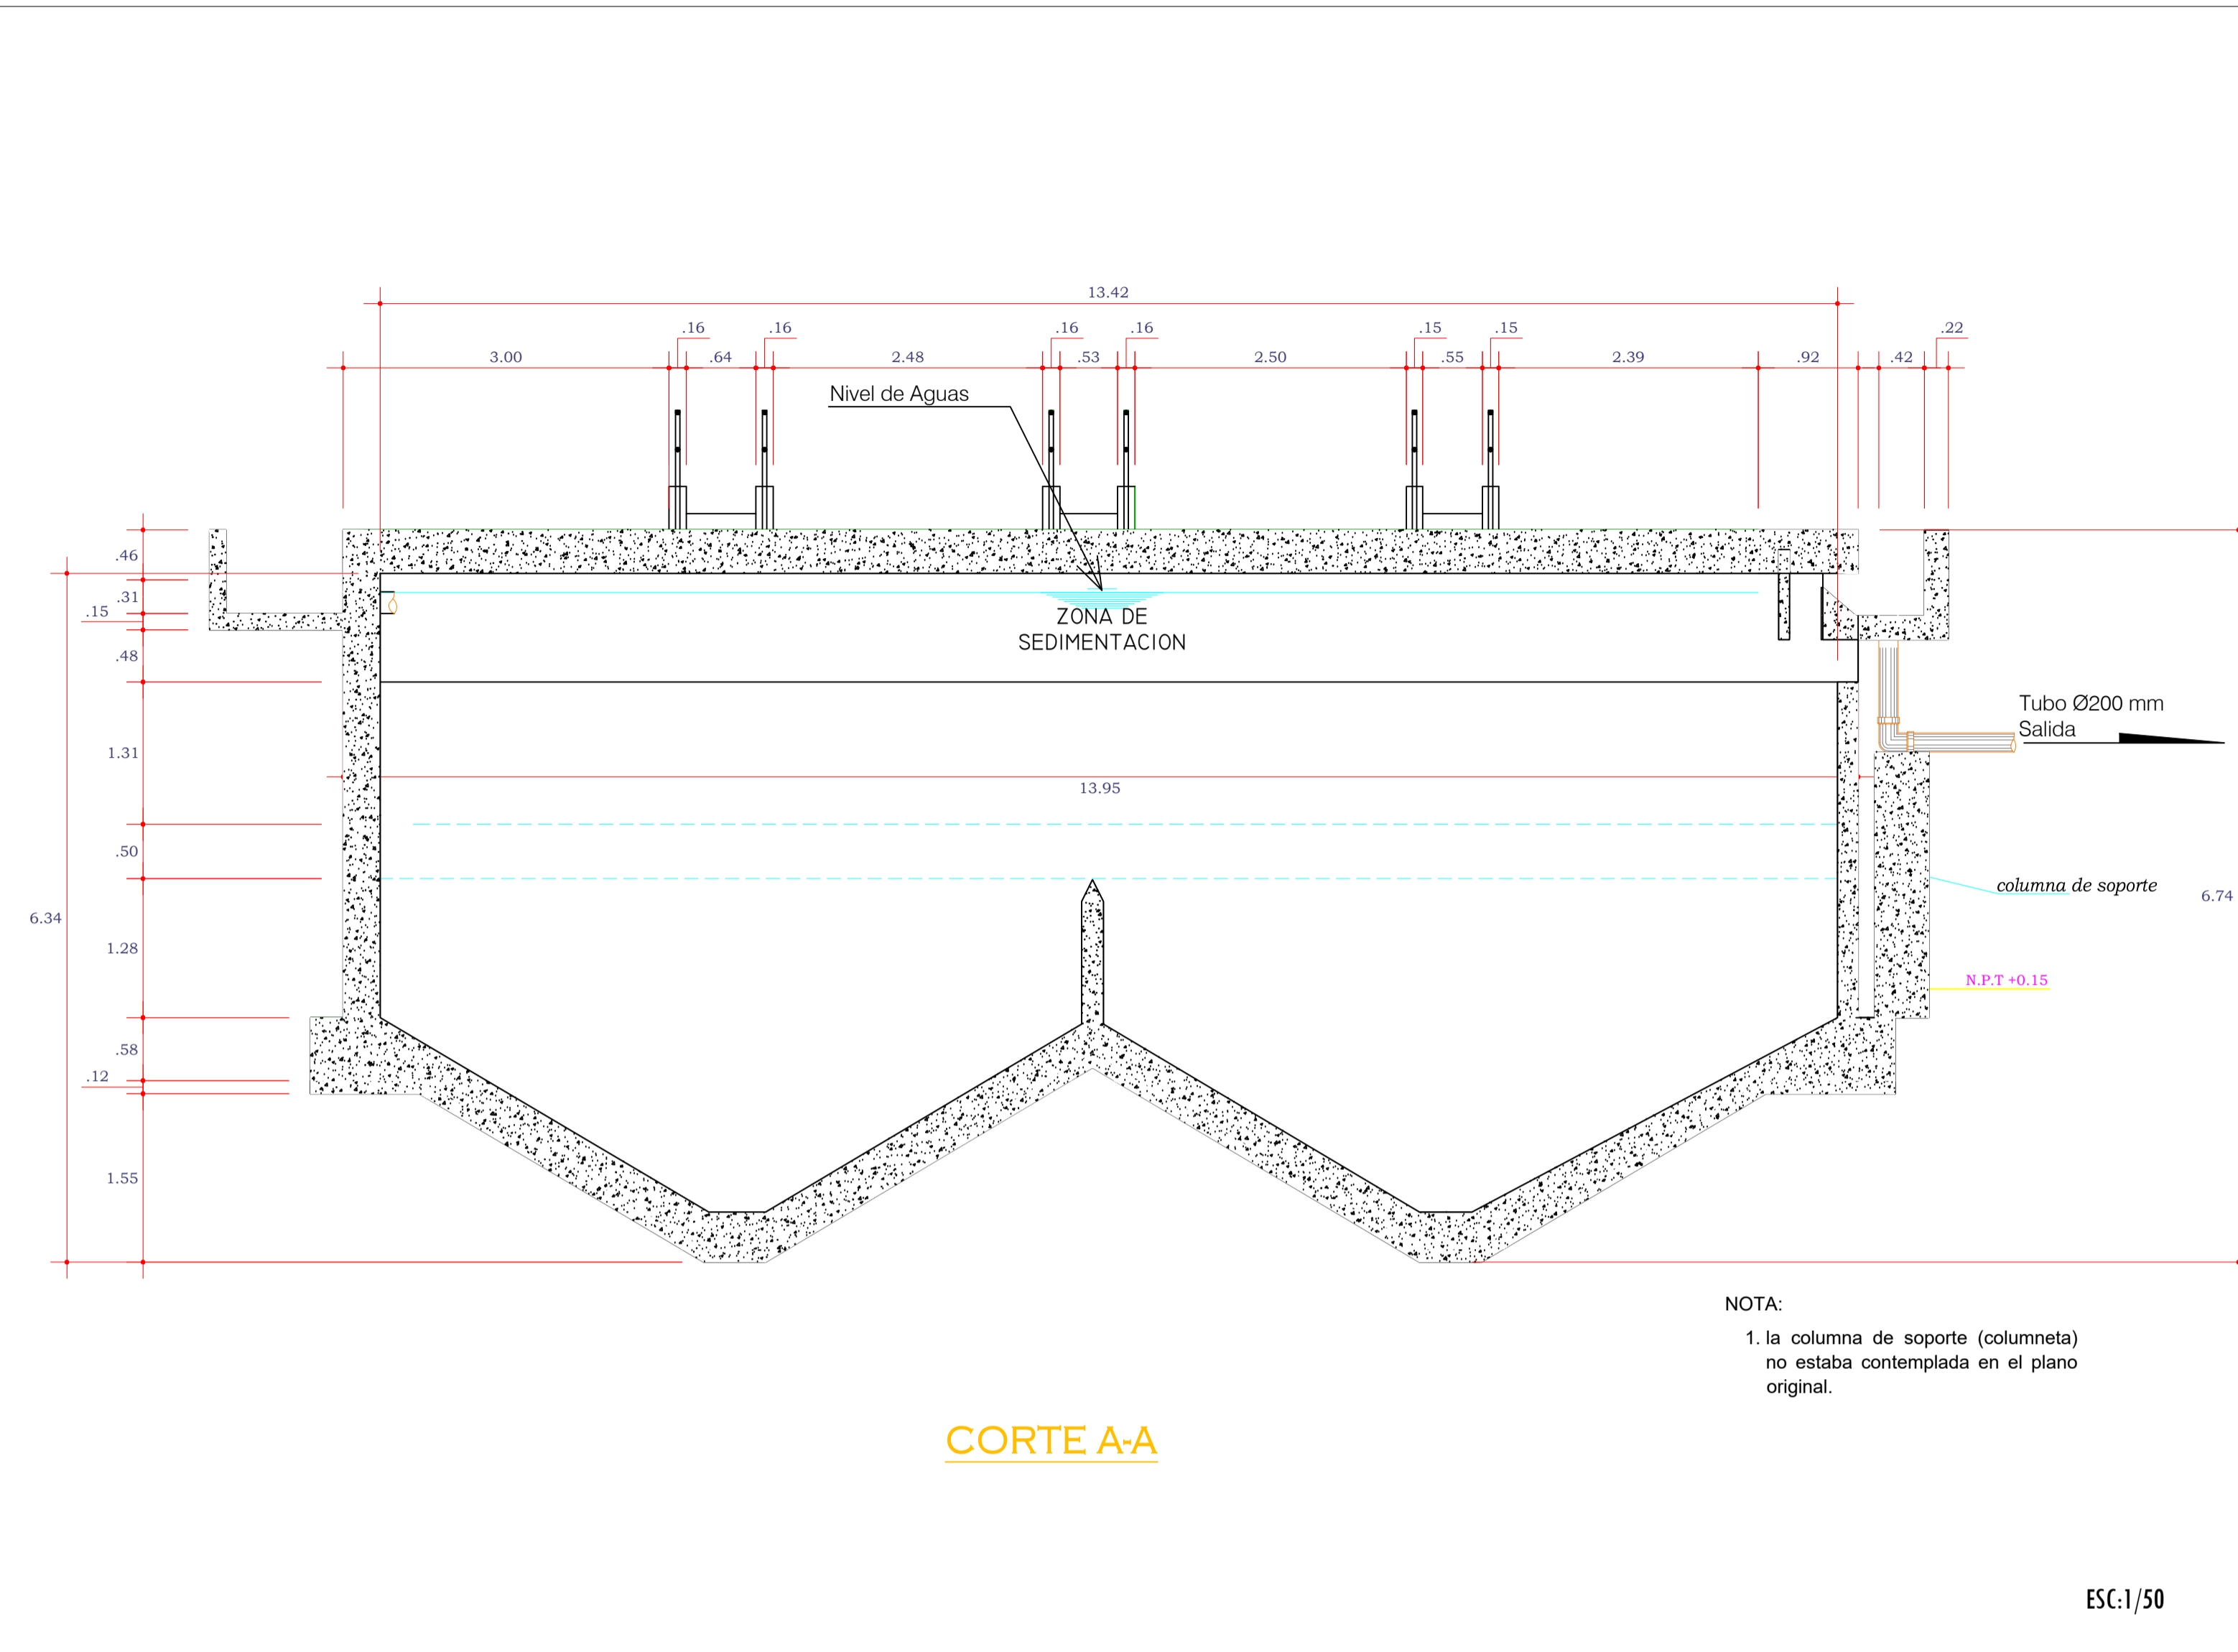 13.42
.16 .16 .16 .16 .15 .15 .22
3.00 .64 2.48 .53 2.50 .55 2.39 .92 .42
Nivel de Aguas
.46
.31
.15
.48
1.31
.50
1.28
.58
.12
1.55
6.34
ZONA DE
SEDIMENTACION
13.95
Tubo Ø200 mm
Salida
columna de soporte
6.74
N.P.T +0.15
NOTA:
1. la columna de soporte (columneta)
no estaba contemplada en el plano
original.
CORTE A-A
ESC:1/50